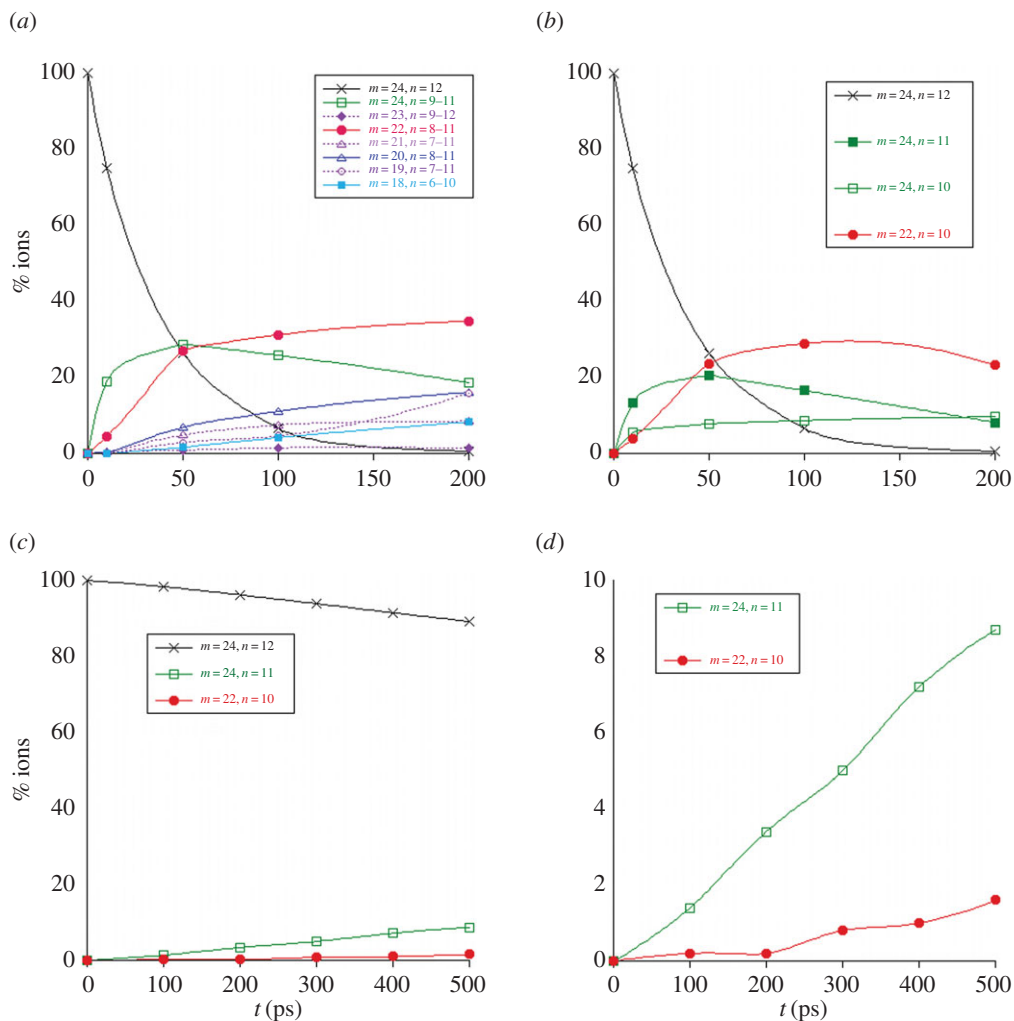 (a)
(b)
100
80
60
40
20
0
% ions
m = 24, n = 12
m = 24, n = 9–11
m = 23, n = 9–12
m = 22, n = 8–11
m = 21, n = 7–11
m = 20, n = 8–11
m = 19, n = 7–11
m = 18, n = 6–10
0 50 100 150 200
100
80
60
40
20
0
m = 24, n = 12
m = 24, n = 11
m = 24, n = 10
m = 22, n = 10
0 50 100 150 200
(c)
(d)
100
80
60
40
20
0
% ions
m = 24, n = 12
m = 24, n = 11
m = 22, n = 10
0 100 200 300 400 500
t (ps)
10
8
6
4
2
0
m = 24, n = 11
m = 22, n = 10
0 100 200 300 400 500
t (ps)